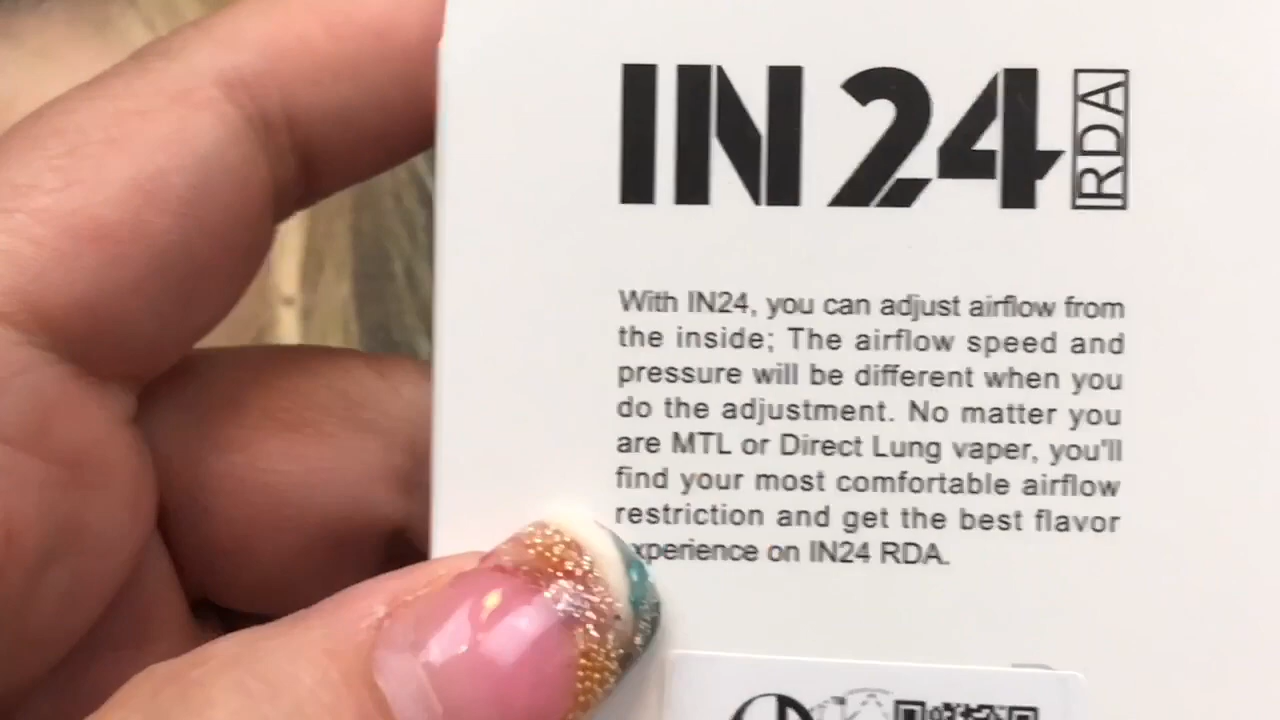 IN24 RDA
With IN24, you can adjust airflow from
the inside; The airflow speed and
pressure will be different when you
do the adjustment. No matter you
are MTL or Direct Lung vaper, you'll
find your most comfortable airflow
restriction and get the best flavor
xperience on IN24 RDA.